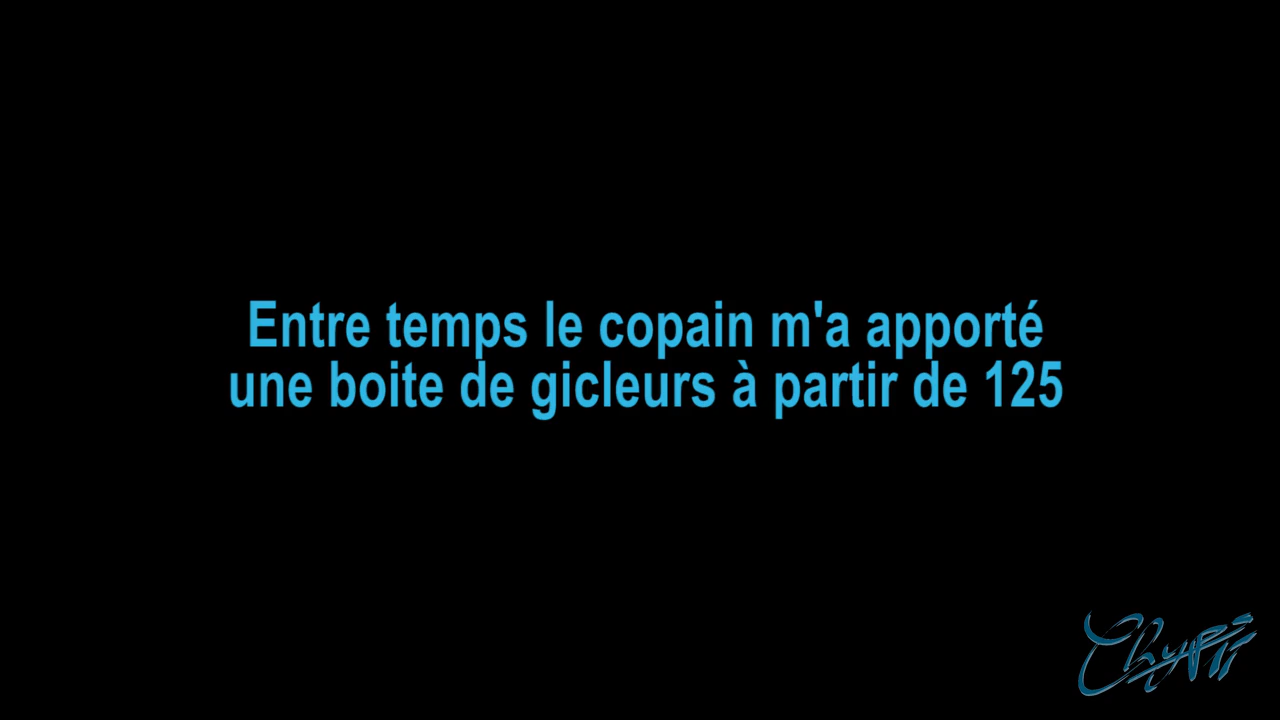 Entre temps le copain m'a apporté
une boite de gicleurs à partir de 125